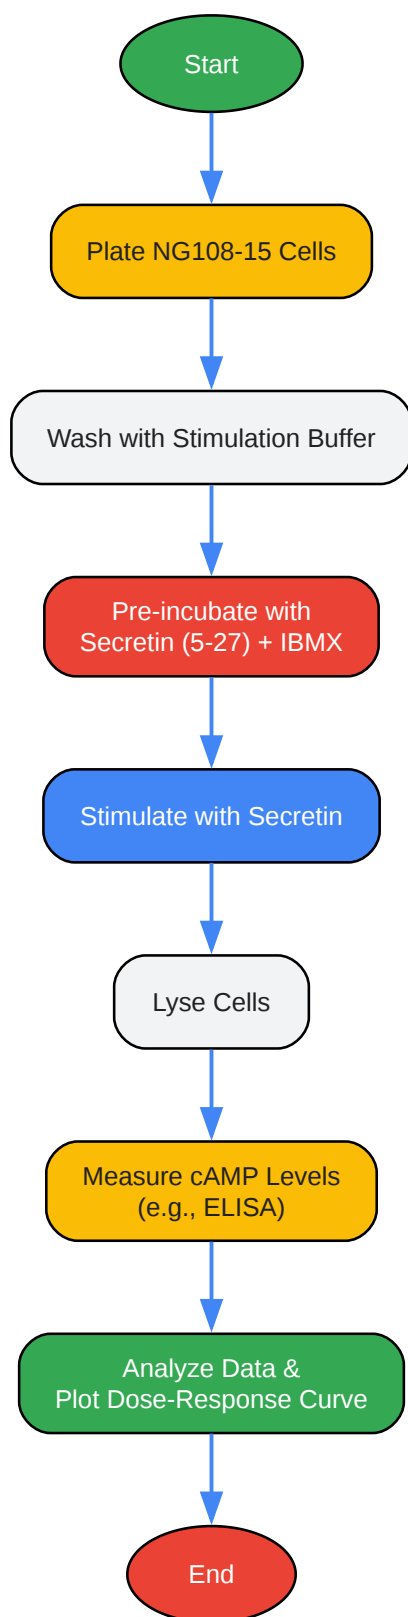 Start
Plate NG108-15 Cells
Wash with Stimulation Buffer
Pre-incubate with
Secretin (5-27) + IBMX
Stimulate with Secretin
Lyse Cells
Measure cAMP Levels
(e.g., ELISA)
Analyze Data &
Plot Dose-Response Curve
End